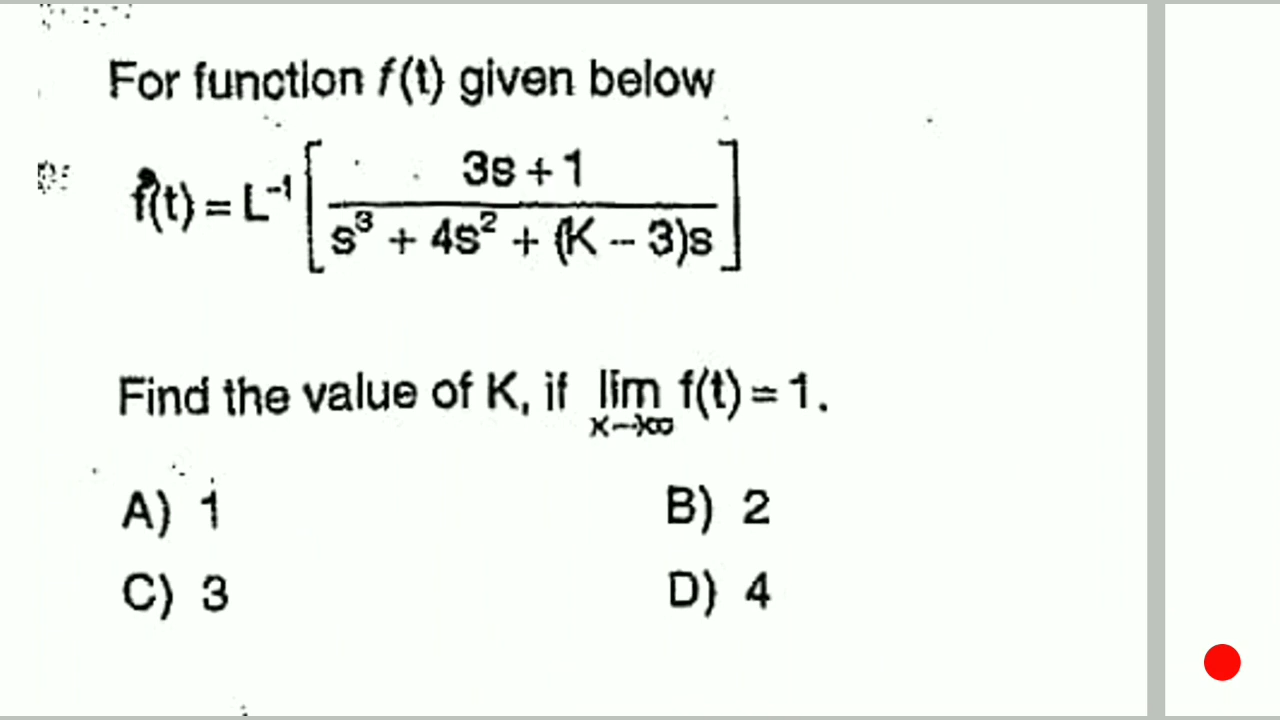 For function f(t) given below
f(t) = L⁻¹ [ 3s + 1
s³ + 4s² + (K – 3)s ]
Find the value of K, if lim f(t) = 1.
x→∞
A) 1 B) 2
C) 3 D) 4